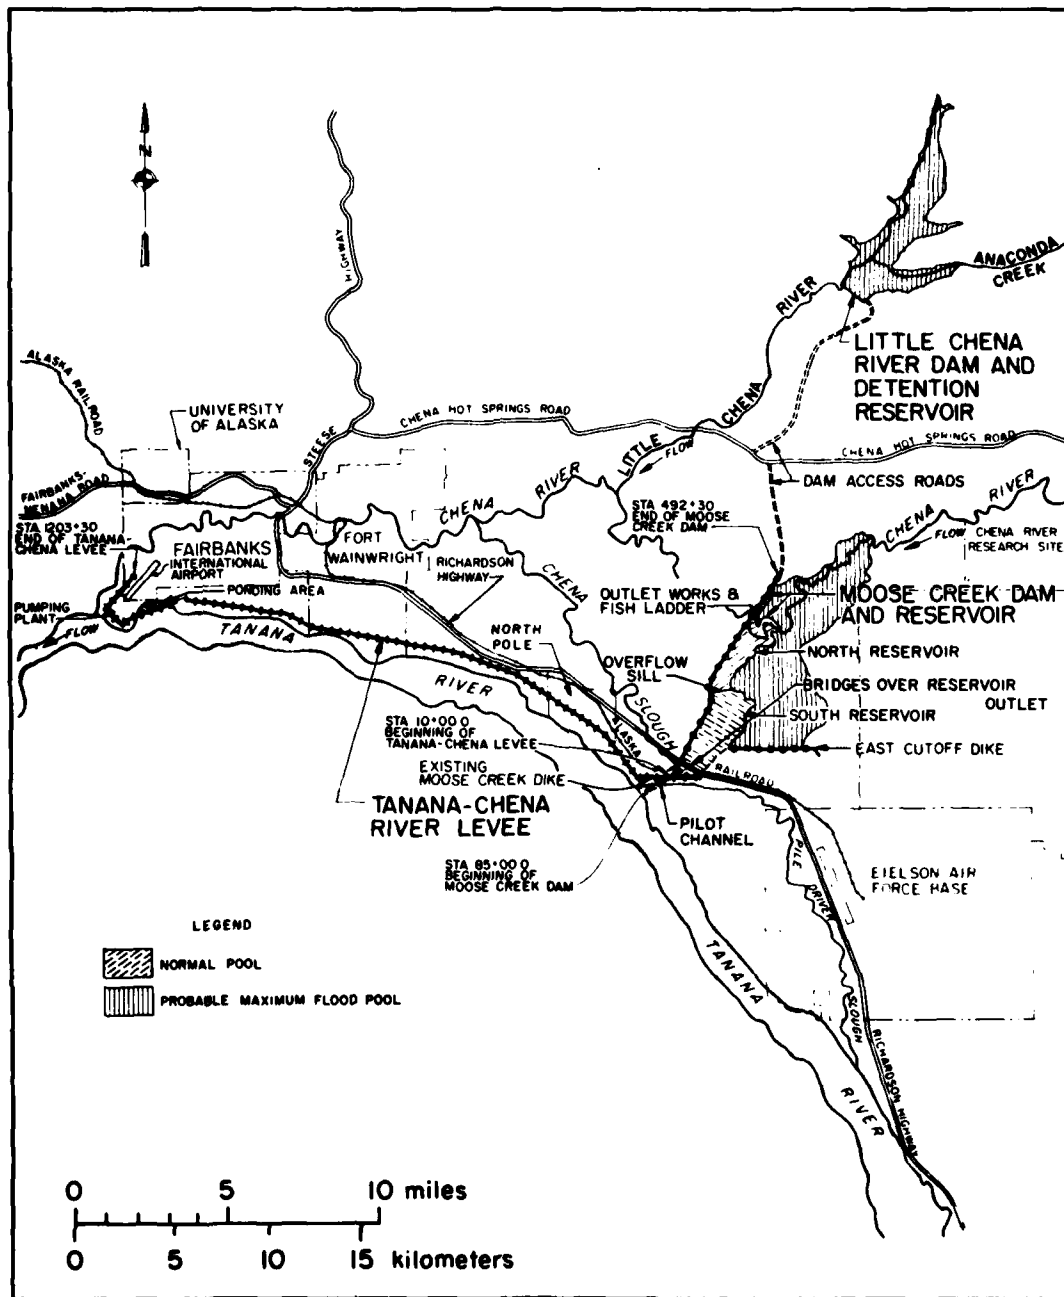 N
HIGHWAY
STEESE
ALASKA RAILROAD
UNIVERSITY
OF ALASKA
FAIRBANKS-
NENANA ROAD
STA 1203+30
END OF TANANA-
CHENA LEVEE
FAIRBANKS
INTERNATIONAL
AIRPORT
PONDING AREA
PUMPING
PLANT
FLOW
TANANA
RIVER
CHENA HOT SPRINGS ROAD
LITTLE
CHENA
RIVER
FLOW
ANACONDA
CREEK
LITTLE CHENA
RIVER DAM AND
DETENTION
RESERVOIR
CHENA HOT SPRINGS ROAD
DAM ACCESS ROADS
CHENA
RIVER
FORT
WAINWRIGHT
RICHARDSON
HIGHWAY
STA 492+30
END OF MOOSE
CREEK DAM
CHENA
RIVER
FLOW
CHENA RIVER
RESEARCH SITE
OUTLET WORKS &
FISH LADDER
MOOSE CREEK DAM
AND RESERVOIR
NORTH RESERVOIR
NORTH
POLE
CHENA
SLOUGH
OVERFLOW
SILL
BRIDGES OVER RESERVOIR
OUTLET
SOUTH RESERVOIR
EAST CUTOFF DIKE
STA 10+00 0
BEGINNING OF
TANANA-CHENA LEVEE
ALASKA
RAILROAD
EXISTING
MOOSE CREEK DIKE
TANANA-CHENA
RIVER LEVEE
PILOT
CHANNEL
STA 85+00 0
BEGINNING OF
MOOSE CREEK DAM
EIELSON AIR
FORCE BASE
PILE
DRIVER
SLOUGH
TANANA
RIVER
RICHARDSON HIGHWAY
LEGEND
NORMAL POOL
PROBABLE MAXIMUM FLOOD POOL
0 5 10 miles
0 5 10 15 kilometers